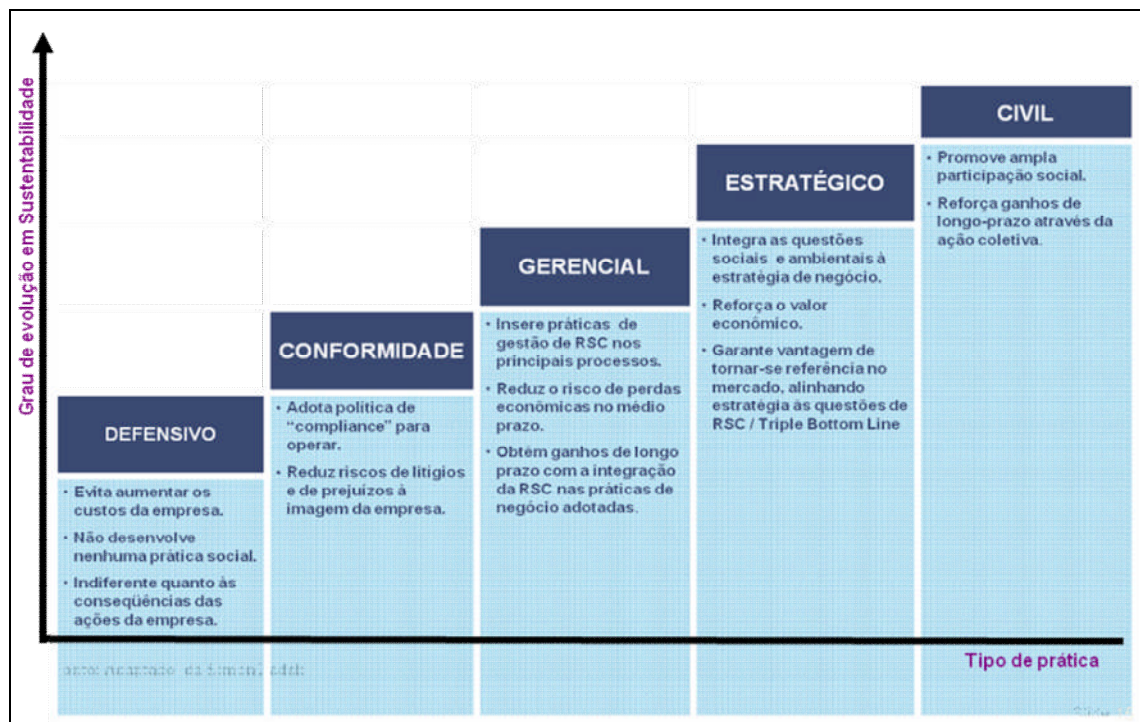 Grau de evolução em Sustentabilidade
DEFENSIVO
• Evita aumentar os
custos da empresa.
• Não desenvolve
nenhuma prática social.
• Indiferente quanto às
conseqüências das
ações da empresa.
CONFORMIDADE
• Adota política de
“compliance” para
operar.
• Reduz riscos de litígios
e de prejuízos à
imagem da empresa.
GERENCIAL
• Insere práticas de
gestão de RSC nos
principais processos.
• Reduz o risco de perdas
econômicas no médio
prazo.
• Obtém ganhos de longo
prazo com a integração
da RSC nas práticas de
negócio adotadas.
ESTRATÉGICO
• Integra as questões
sociais e ambientais à
estratégia de negócio.
• Reforça o valor
econômico.
• Garante vantagem de
tornar-se referência no
mercado, alinhando
estratégia às questões de
RSC / Triple Bottom Line
CIVIL
• Promove ampla
participação social.
• Reforça ganhos de
longo-prazo através da
ação coletiva.
Tipo de prática